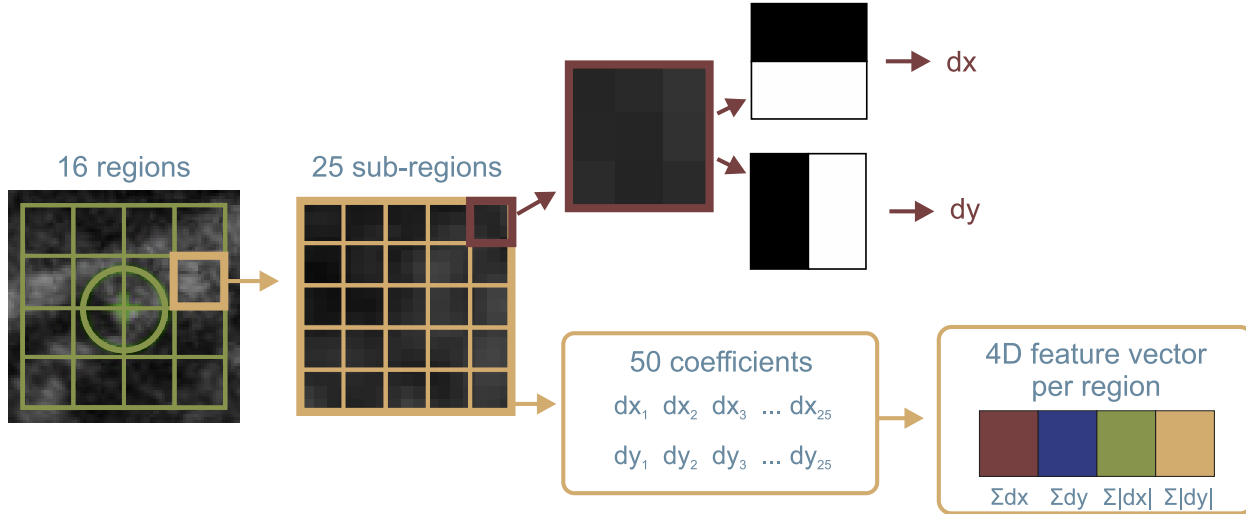 16 regions
25 sub-regions
dx
dy
50 coefficients
dx₁ dx₂ dx₃ ... dx₂₅
dy₁ dy₂ dy₃ ... dy₂₅
4D feature vector
per region
Σdx Σdy Σ|dx| Σ|dy|